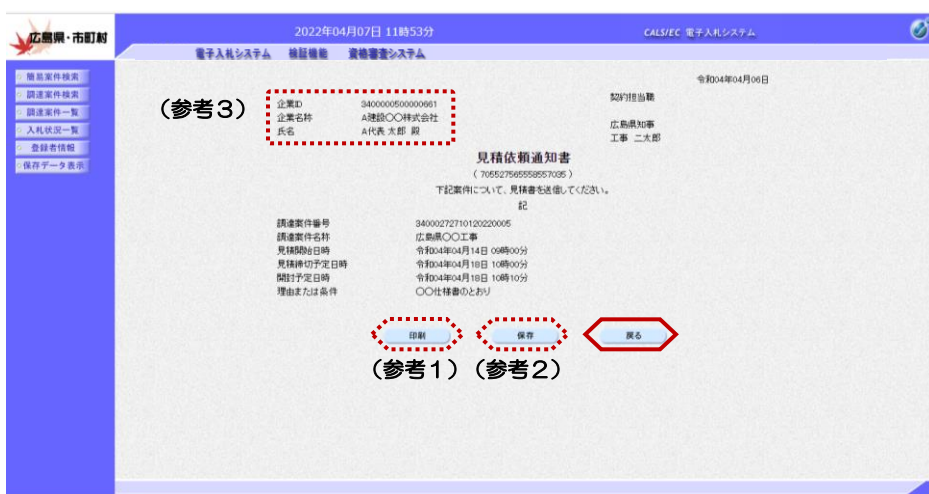 広島県・市町村
2022年04月07日 11時53分
CALS/EC 電子入札システム
電子入札システム 検証機能 資格審査システム
簡易案件検索
調達案件検索
調達案件一覧
入札状況一覧
登録者情報
保存データ表示
令和04年04月06日
(参考3)
企業ID 3400000500000661
企業名称 A建設〇〇株式会社
氏名 A代表 太郎 殿
契約担当職
広島県知事
工事 二太郎
見積依頼通知書
( 705527565558557085 )
下記案件について、見積書を送信してください。
記
調達案件番号 34000272710120220005
調達案件名称 広島県〇〇工事
見積開始日時 令和04年04月14日 09時00分
見積締切予定日時 令和04年04月18日 10時00分
開封予定日時 令和04年04月18日 10時10分
理由または条件 〇〇仕様書のとおり
印刷 保存 戻る
(参考1) (参考2)